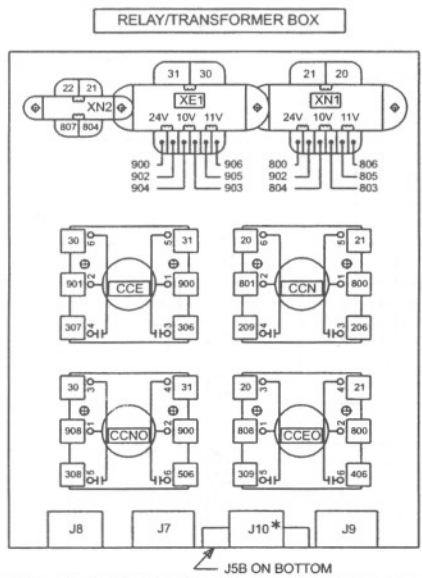 RELAY/TRANSFORMER BOX
31 30 21 20
22 21
XN2 XE1 XN1
24V 10V 11V 24V 10V 11V
807 804
900 906 800 806
902 905 902 805
904 903 804 803
30 6 5 31 20 6 5 21
901 2 CCE 1 900 801 2 CCN 1 800
307 4 3 306 209 4 3 206
30 3 4 31 20 3 4 21
908 1 CCNO 2 900 808 1 CCEO 2 800
308 5 6 506 309 5 6 406
J8 J7 J10* J9
J5B ON BOTTOM